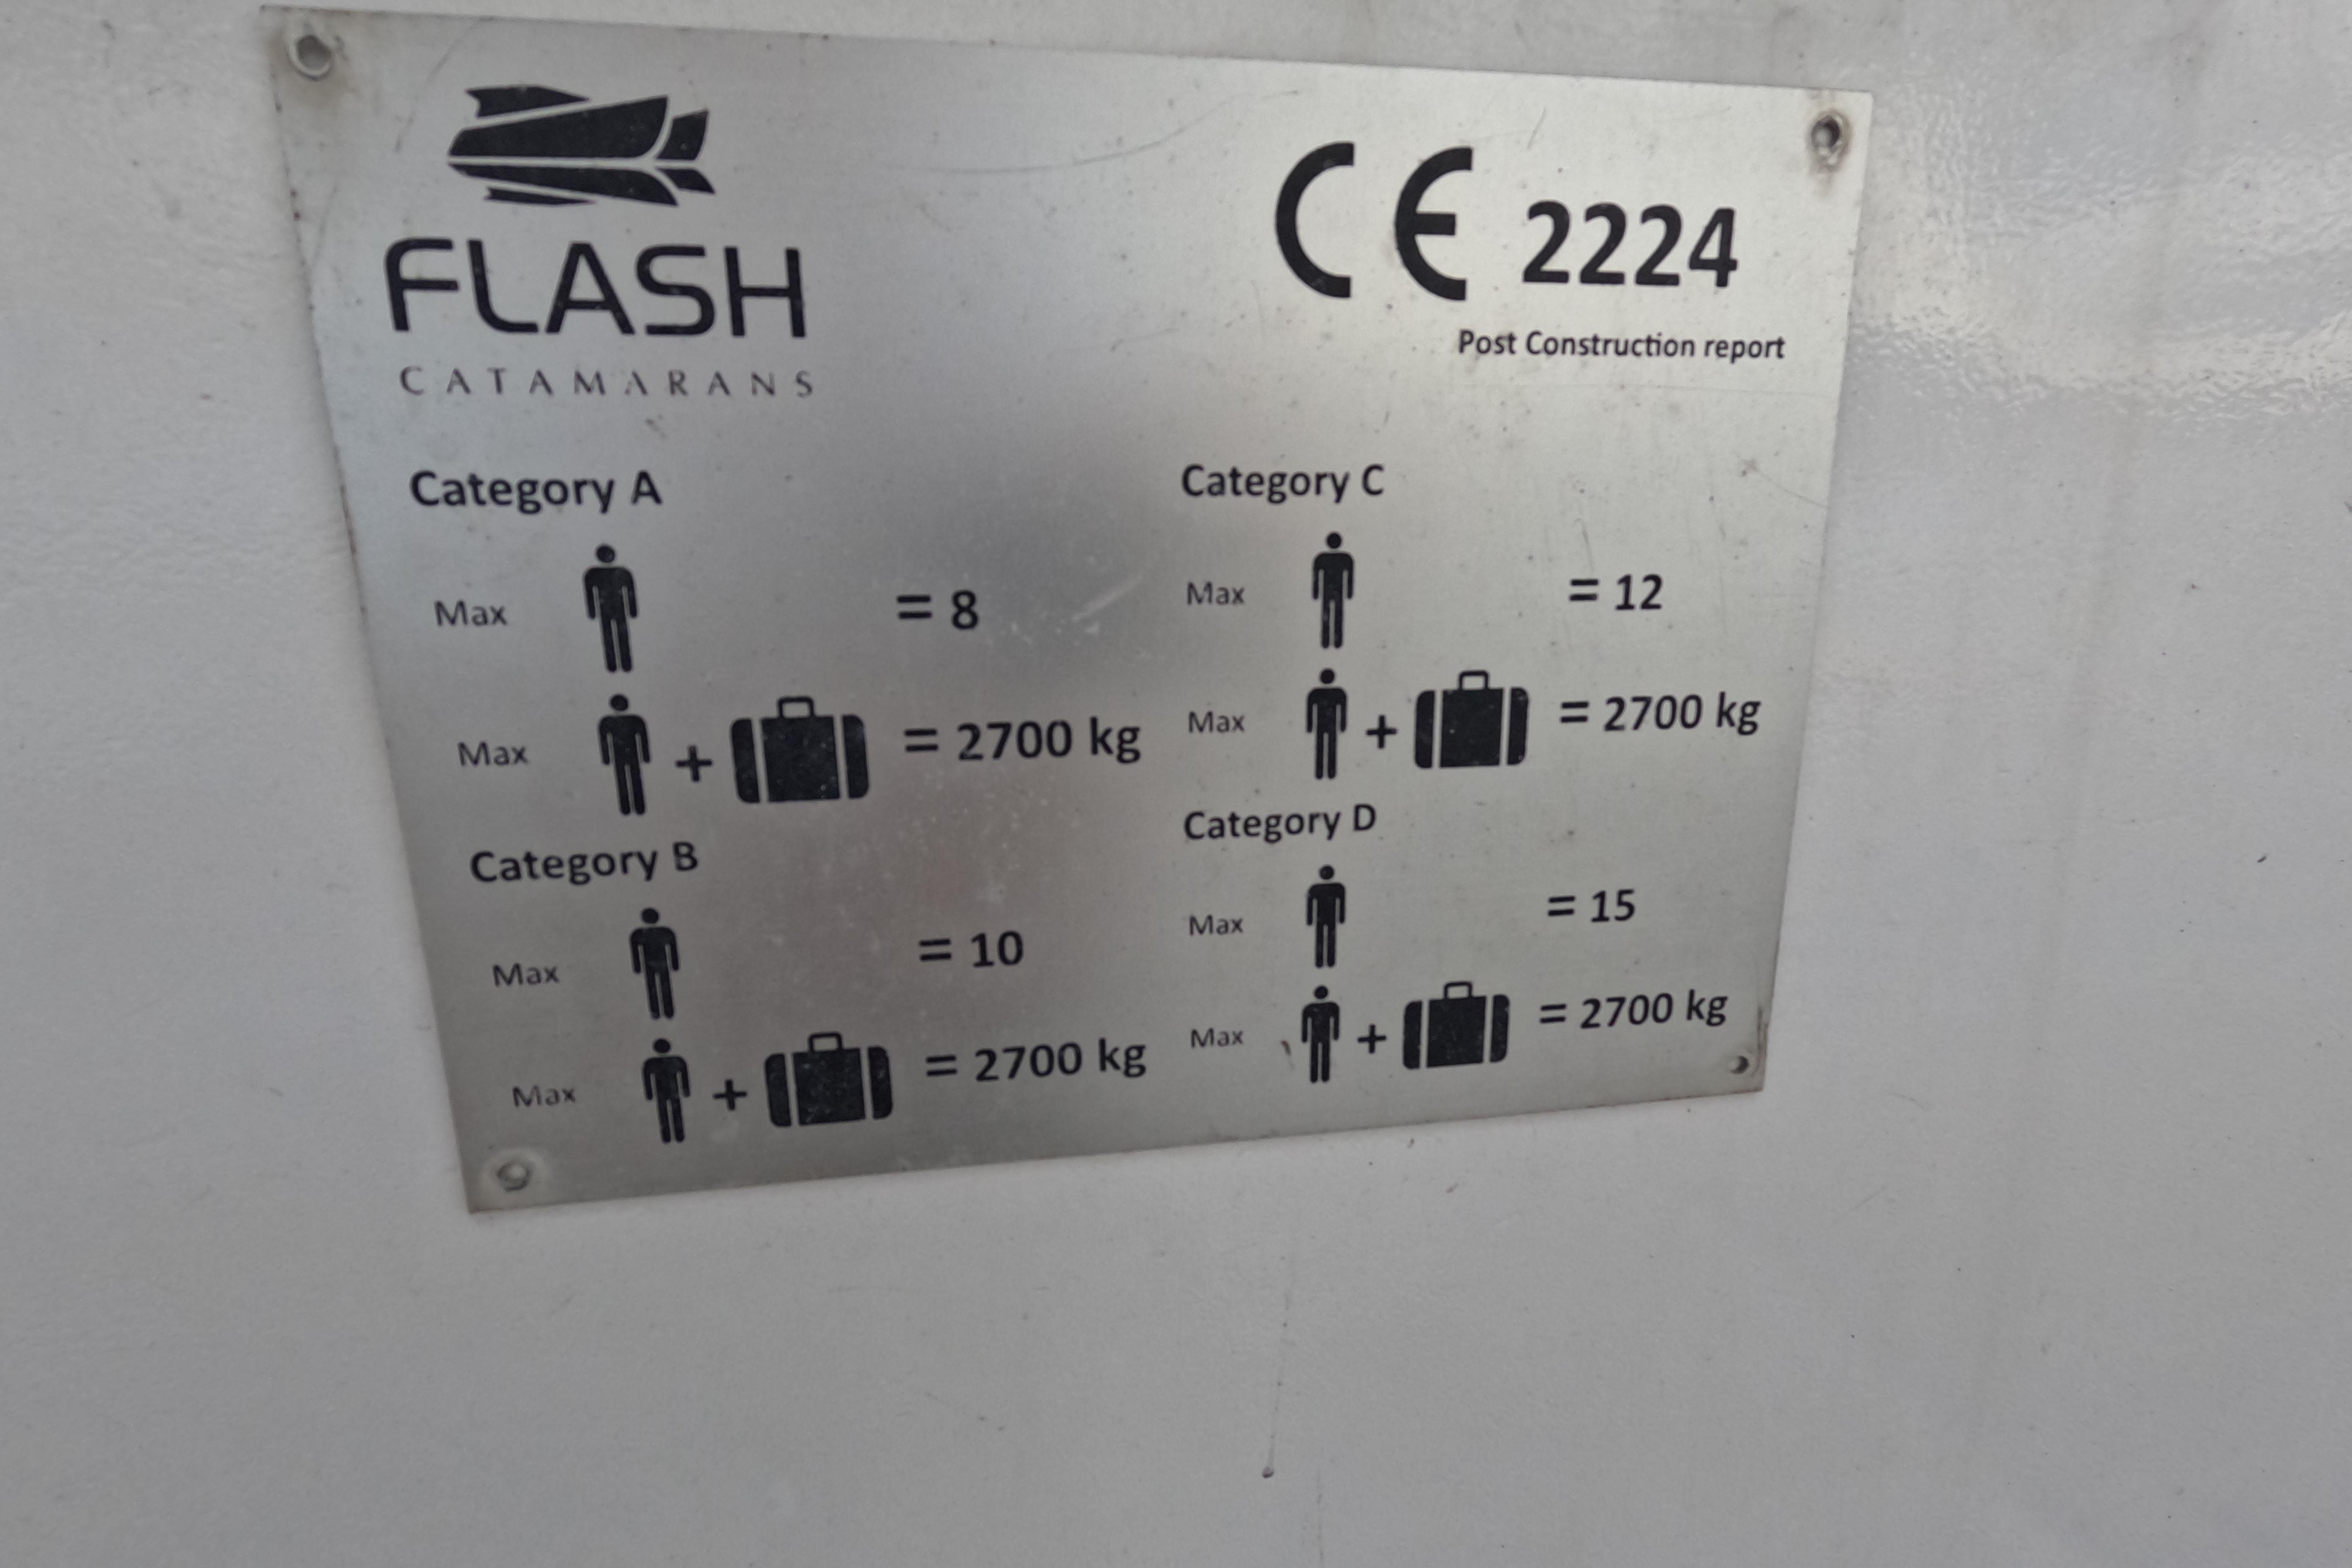 FLASH
CATAMARANS
CE 2224
Post Construction report
Category A
Max = 8
Max + = 2700 kg
Category B
Max = 10
Max + = 2700 kg
Category C
Max = 12
Max + = 2700 kg
Category D
Max = 15
Max + = 2700 kg